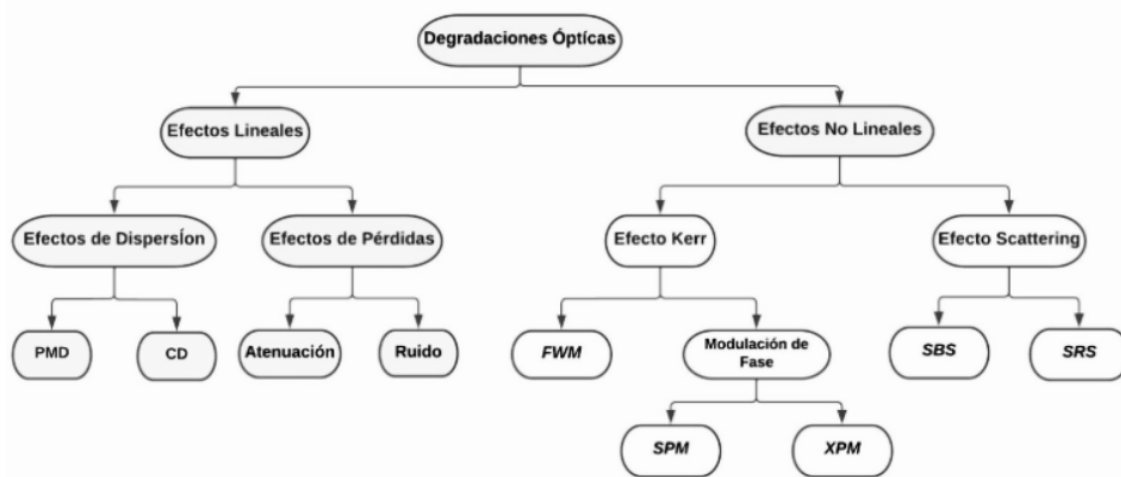 Degradaciones Óptícas
Efectos Lineales
Efectos No Lineales
Efectos de DispersÍon
Efectos de Pérdidas
Efecto Kerr
Efecto Scattering
PMD
CD
Atenuación
Ruido
FWM
Modulación de
Fase
SBS
SRS
SPM
XPM